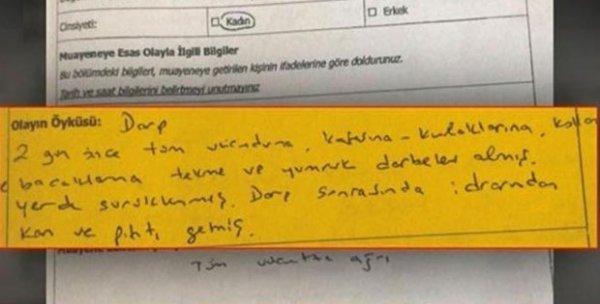 Cinsiyeti: Kadın Erkek
Muayeneye Esas Olayla İlgili Bilgiler
Bu bölümdeki bilgileri, muayeneye getirilen kişinin ifadelerine göre doldurunuz.
Tarih ve saat bilgilerini belirtmeyi unutmayınız
Olayın Öyküsü: Darp
2 gün önce tüm vücuduna, kafasına-kulaklarına, kollar
bacaklarına tekme ve yumruk darbeleri almış.
yerde sürüklenmiş. Darp sonrasında idrarından
kan ve pıhtı gelmiş.
Tüm vücutta ağrı